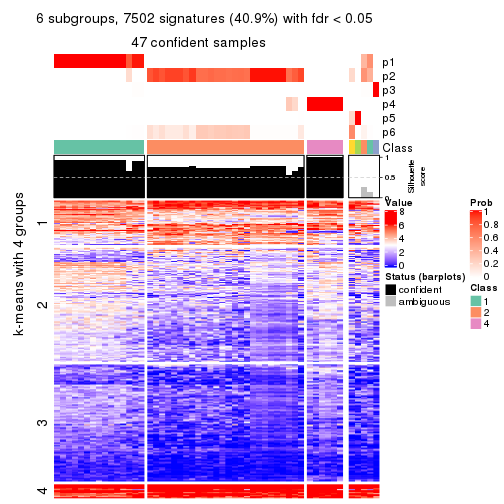 6 subgroups, 7502 signatures (40.9%) with fdr < 0.05
47 confident samples
p1
p2
p3
p4
p5
p6
Class
1
0.5
0
Silhouette
score
k-means with 4 groups
1
2
3
4
Value
8
6
4
2
0
Status (barplots)
confident
ambiguous
Prob
1
0.8
0.6
0.4
0.2
0
Class
1
2
4